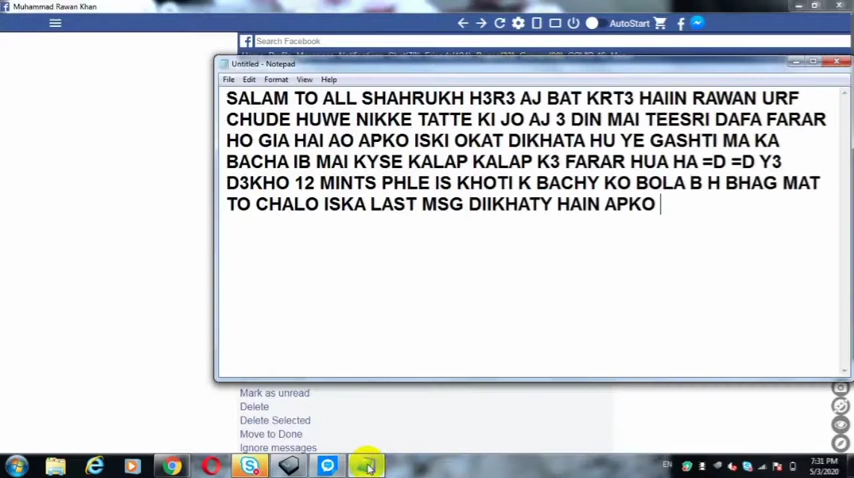 Muhammad Rawan Khan
AutoStart
Search Facebook
Untitled - Notepad
File Edit Format View Help
SALAM TO ALL SHAHRUKH H3R3 AJ BAT KRT3 HAIIN RAWAN URF
CHUDE HUWE NIKKE TATTE KI JO AJ 3 DIN MAI TEESRI DAFA FARAR
HO GIA HAI AO APKO ISKI OKAT DIKHATA HU YE GASHTI MA KA
BACHA IB MAI KYSE KALAP KALAP K3 FARAR HUA HA =D =D Y3
D3KHO 12 MINTS PHLE IS KHOTI K BACHY KO BOLA B H BHAG MAT
TO CHALO ISKA LAST MSG DIIKHATY HAIN APKO
Mark as unread
Delete
Delete Selected
Move to Done
Ignore messages
EN
7:31 PM
5/3/2020